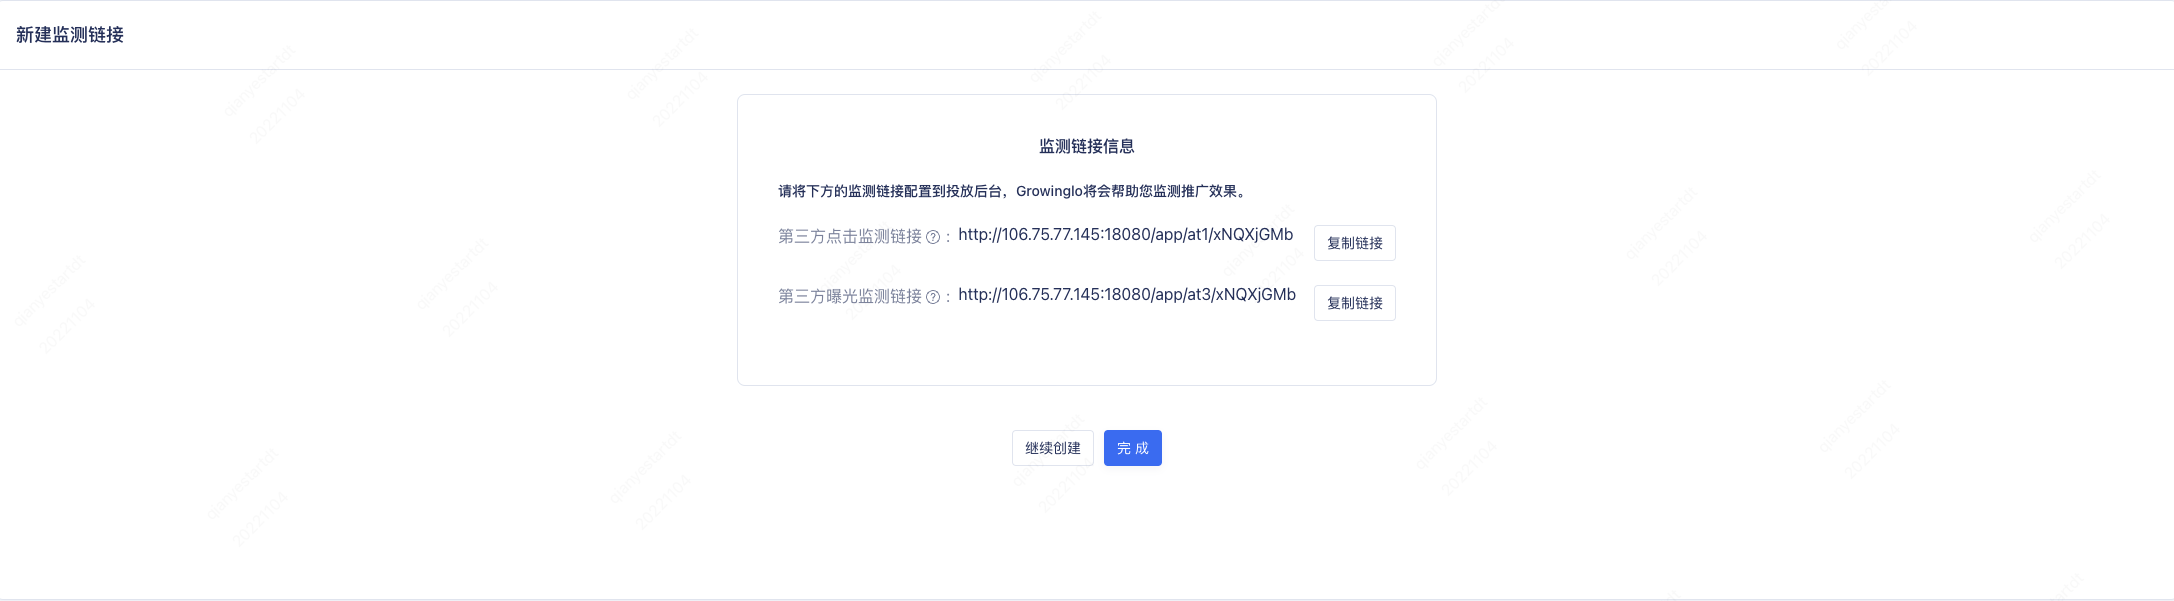 新建监测链接
监测链接信息
请将下方的监测链接配置到投放后台，GrowingIo将会帮助您监测推广效果。
第三方点击监测链接 ? : http://106.75.77.145:18080/app/at1/xNQXjGMb 复制链接
第三方曝光监测链接 ? : http://106.75.77.145:18080/app/at3/xNQXjGMb 复制链接
继续创建 完 成